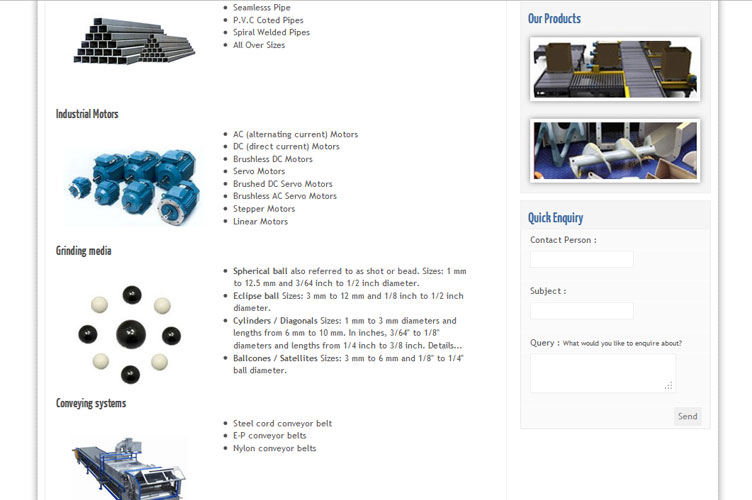 Seamlesss Pipe
P.V.C Coted Pipes
Spiral Welded Pipes
All Over Sizes
Industrial Motors
AC (alternating current) Motors
DC (direct current) Motors
Brushless DC Motors
Servo Motors
Brushed DC Servo Motors
Brushless AC Servo Motors
Stepper Motors
Linear Motors
Grinding media
Spherical ball also referred to as shot or bead. Sizes: 1 mm
to 12.5 mm and 3/64 inch to 1/2 inch diameter.
Eclipse ball Sizes: 3 mm to 12 mm and 1/8 inch to 1/2 inch
diameter.
Cylinders / Diagonals Sizes: 1 mm to 3 mm diameters and
lengths from 6 mm to 10 mm. In inches, 3/64" to 1/8"
diameters and lengths from 1/4 inch to 3/8 inch. Details...
Ballcones / Satellites Sizes: 3 mm to 6 mm and 1/8" to 1/4"
ball diameter.
Conveying systems
Steel cord conveyor belt
E-P conveyor belts
Nylon conveyor belts
Our Products
Quick Enquiry
Contact Person :
Subject :
Query : What would you like to enquire about?
Send